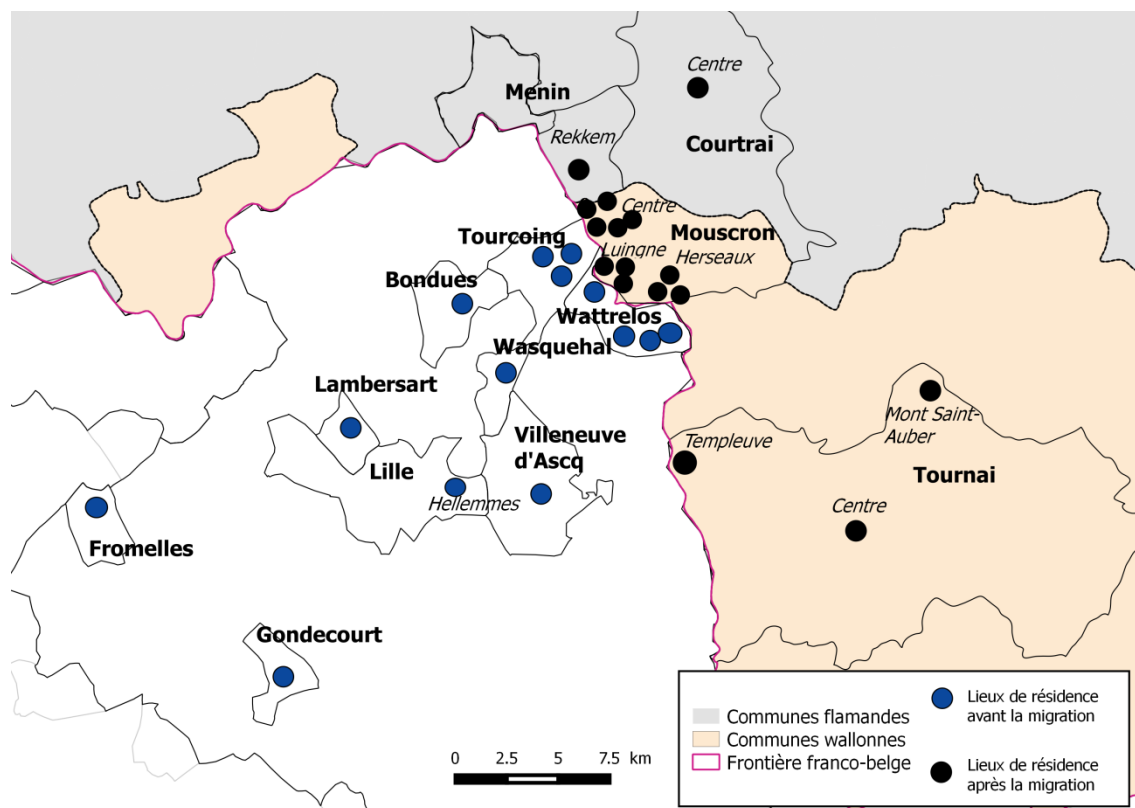 Centre
Menin
Rekkem
Courtrai
Centre
Mouscron
Tourcoing
Luingne
Herseaux
Bondues
Wattrelos
Wasquehal
Lambersart
Mont Saint-
Auber
Villeneuve
d'Ascq
Templeuve
Lille
Tournai
Hellemmes
Centre
Fromelles
Gondecourt
Communes flamandes
Communes wallonnes
Frontière franco-belge
Lieux de résidence
avant la migration
Lieux de résidence
après la migration
0 2.5 5 7.5 km